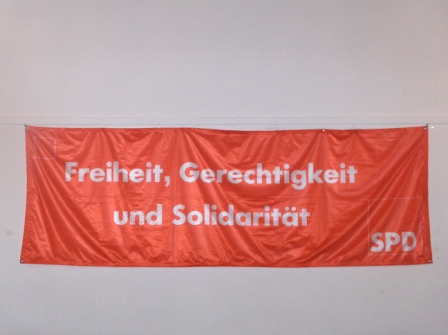 Freiheit, Gerechtigkeit
und Solidarität
SPD